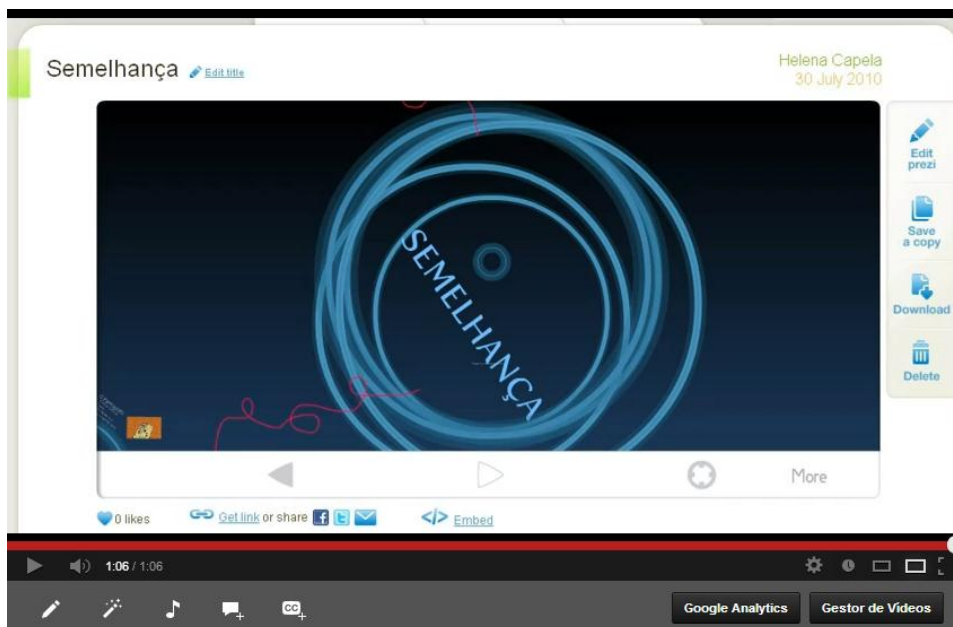 Semelhança Edit title
Helena Capela
30 July 2010
SEMELHANÇA
Edit
prezi
Save
a copy
Download
Delete
More
0 likes Get link or share Embed
1:06 / 1:06
CC
Google Analytics Gestor de Vídeos